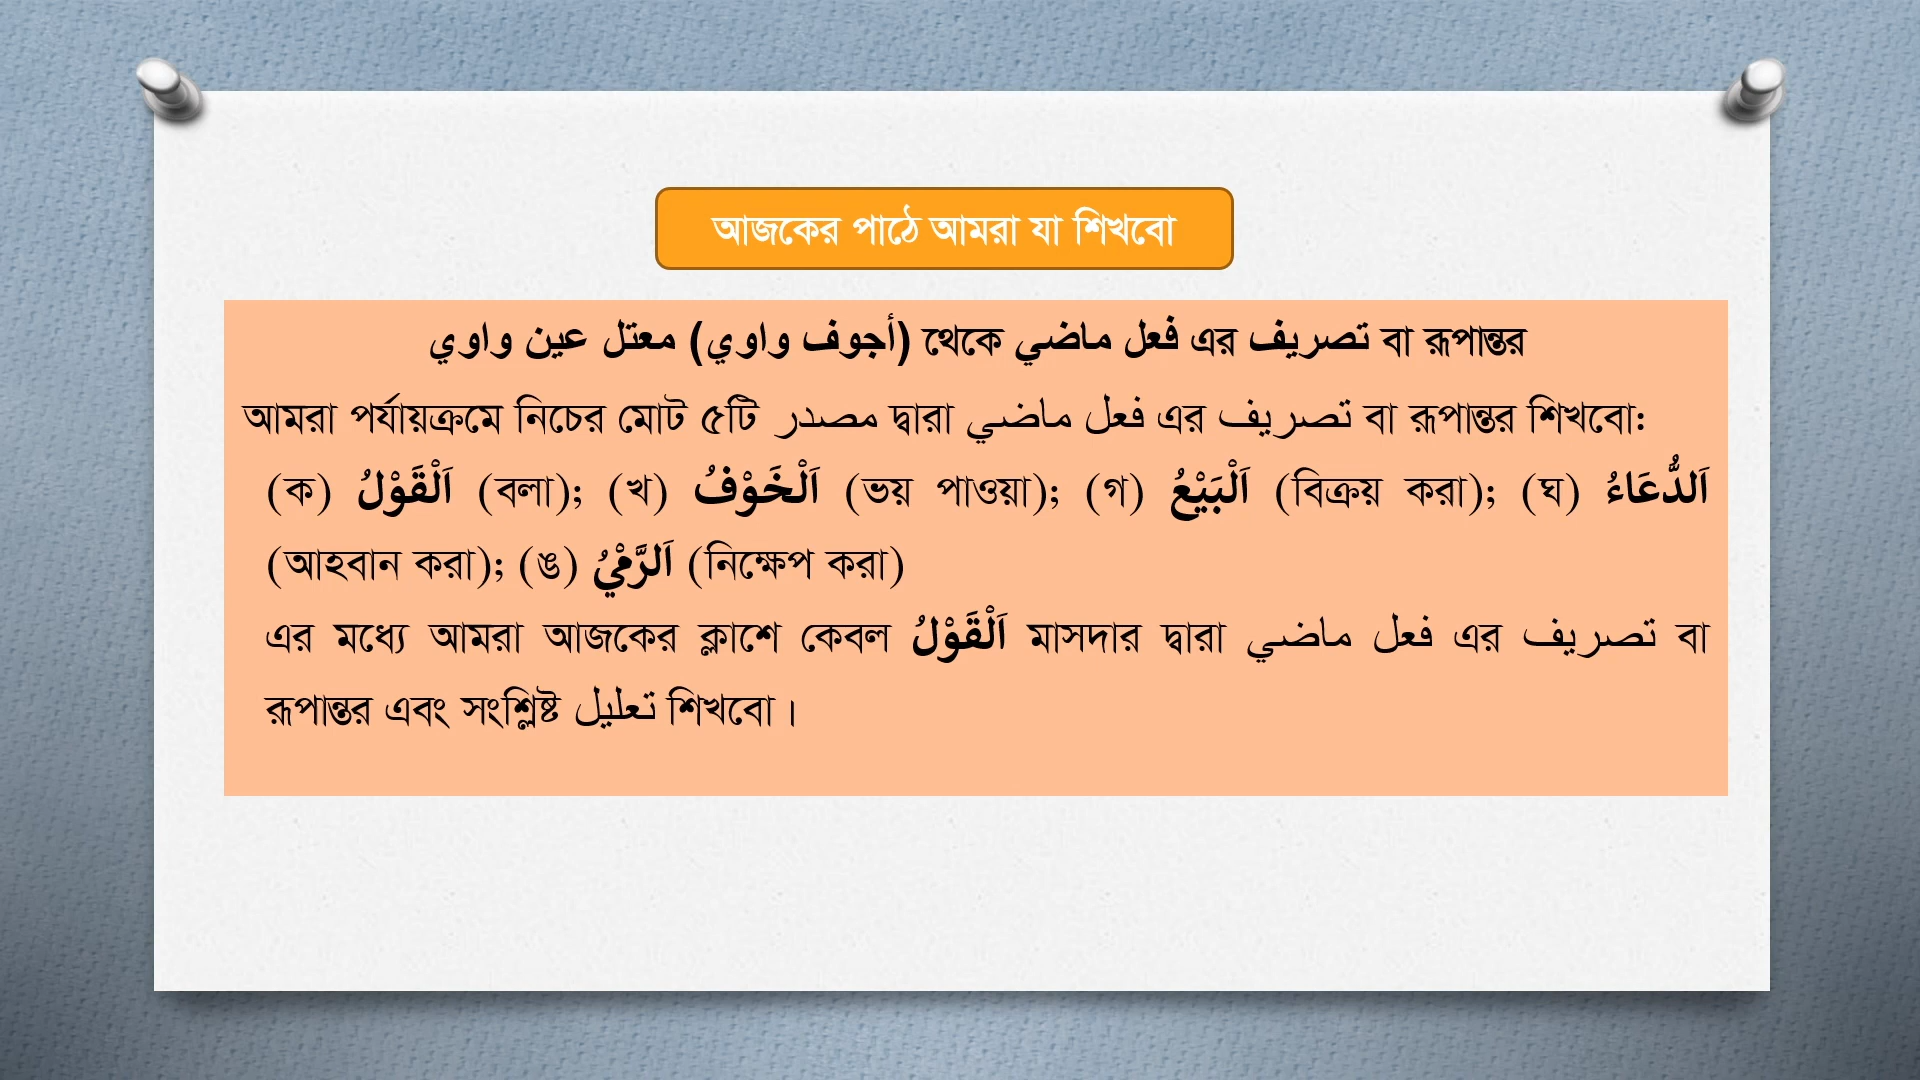 আজকের পাঠে আমরা যা শিখবো
معتل عين واوي (أجوف واوي) থেকে فعل ماضي এর تصريف বা রূপান্তর
আমরা পর্যায়ক্রমে নিচের মোট ৫টি مصدر দ্বারা فعل ماضي এর تصريف বা রূপান্তর শিখবো:
(ক) اَلْقَوْلُ (বলা); (খ) اَلْخَوْفُ (ভয় পাওয়া); (গ) اَلْبَيْعُ (বিক্রয় করা); (ঘ) اَلدُّعَاءُ
(আহবান করা); (ঙ) اَلرَّمْيُ (নিক্ষেপ করা)
এর মধ্যে আমরা আজকের ক্লাশে কেবল اَلْقَوْلُ মাসদার দ্বারা فعل ماضي এর تصريف বা
রূপান্তর এবং সংশ্লিষ্ট تعليل শিখবো।